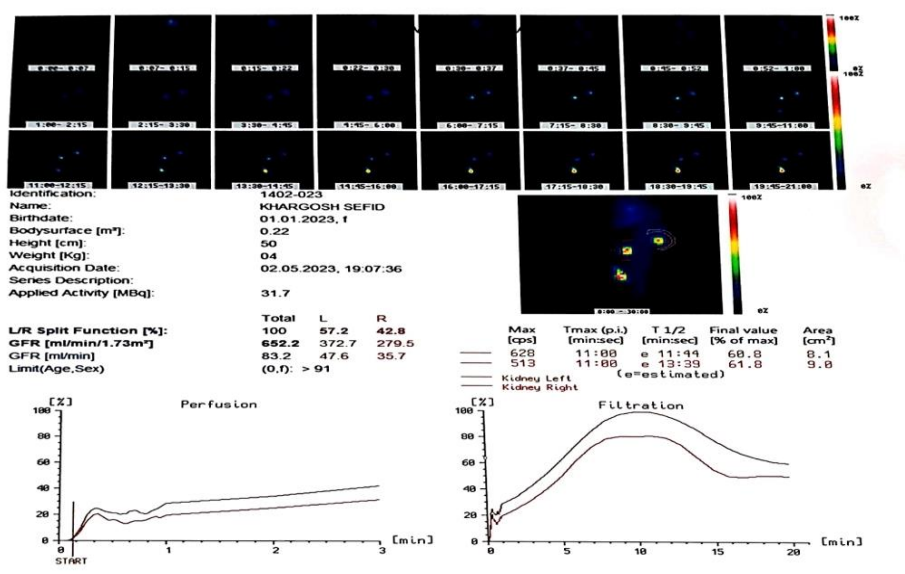 100%
0:00- 0:07 0:07- 0:15 0:15- 0:22 0:22- 0:30 0:30- 0:37 0:37- 0:45 0:45- 0:52 0:52- 1:00 0%
100%
1:00- 2:15 2:15- 3:30 3:30- 4:45 4:45- 6:00 6:00- 7:15 7:15- 8:30 8:30- 9:45 9:45-11:00
11:00-12:15 12:15-13:30 13:30-14:45 14:45-16:00 16:00-17:15 17:15-18:30 18:30-19:45 19:45-21:00 0%
Identification: 1402-023
Name: KHARGOSH SEFID
Birthdate: 01.01.2023, f
Bodysurface [m²]: 0.22
Height [cm]: 50
Weight [Kg]: 04
Acquisition Date: 02.05.2023, 19:07:36
Series Description:
Applied Activity [MBq]: 31.7
100%
0:00- 30:00 0%
Total L R
L/R Split Function [%]: 100 57.2 42.8
GFR [ml/min/1.73m²] 652.2 372.7 279.5
GFR [ml/min] 83.2 47.6 35.7
Limit(Age,Sex) (0,f): > 91
Max Tmax (p.i.) T 1/2 Final value Area
[cps] [min:sec] [min:sec] [% of max] [cm²]
628 11:00 e 11:44 60.8 8.1
513 11:00 e 13:39 61.8 9.0
(e=estimated)
Kidney Left
Kidney Right
[%] Perfusion
100
80
60
40
20
0
0 1 2 3 [min]
START
[%] Filtration
100
80
60
40
20
0
0 5 10 15 20 [min]